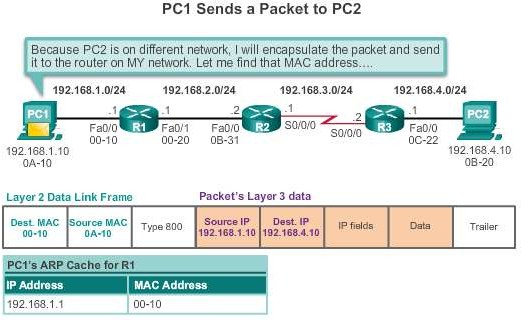 PC1 Sends a Packet to PC2
Because PC2 is on different network, I will encapsulate the packet and send
it to the router on MY network. Let me find that MAC address….
192.168.1.0/24 192.168.2.0/24 192.168.3.0/24 192.168.4.0/24
PC1 .1 R1 .1 .2 R2 .1 .2 R3 .1 PC2
Fa0/0 Fa0/1 Fa0/0 S0/0/0 S0/0/0 Fa0/0
00-10 00-20 0B-31 0C-22
192.168.1.10 192.168.4.10
0A-10 0B-20
Layer 2 Data Link Frame Packet's Layer 3 data
Dest. MAC Source MAC Type 800 Source IP Dest. IP IP fields Data Trailer
00-10 0A-10 192.168.1.10 192.168.4.10
PC1's ARP Cache for R1
IP Address MAC Address
192.168.1.1 00-10